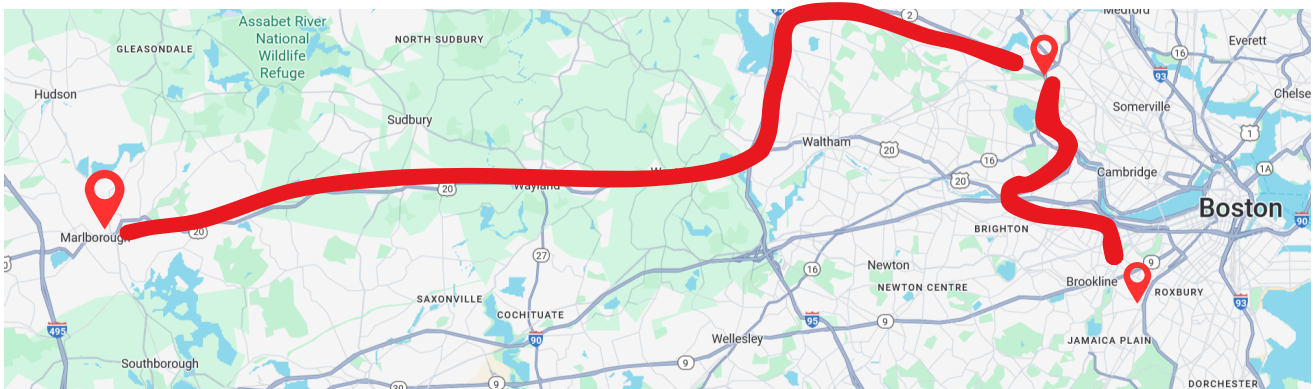 Assabet River
National
Wildlife
Refuge
GLEASONDALE
NORTH SUDBURY
2
Medford
Everett
16
93
Hudson
Chelse
Somerville
Sudbury
1
Waltham
20
16
1A
Cambridge
20
20
Wayland
Boston
90
Marlborough
20
BRIGHTON
27
9
Newton
16
Brookline
NEWTON CENTRE
ROXBURY
SAXONVILLE
93
COCHITUATE
95
9
495
90
Wellesley
JAMAICA PLAIN
Southborough
9
9
30
DORCHESTER